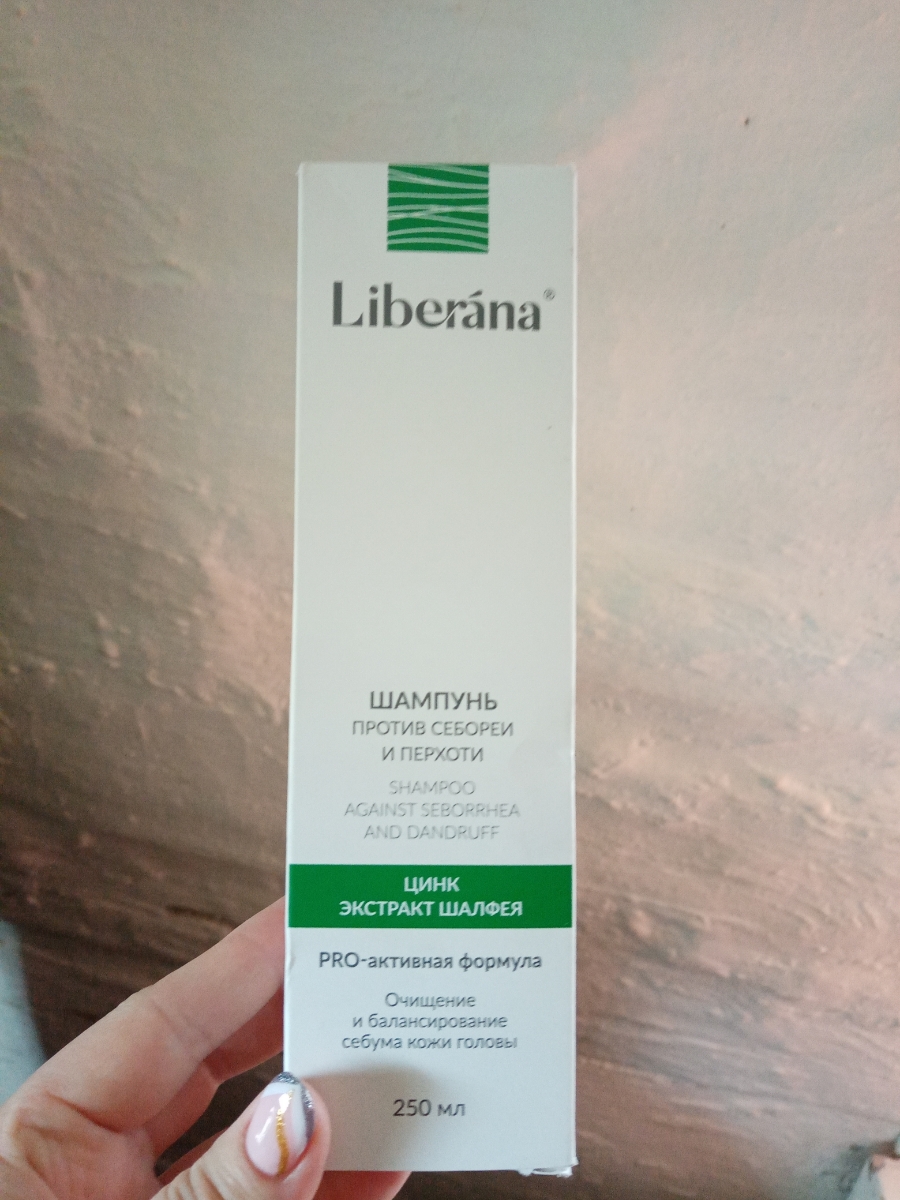 Liberána®
ШАМПУНЬ
ПРОТИВ СЕБОРЕИ
И ПЕРХОТИ
SHAMPOO
AGAINST SEBORRHEA
AND DANDRUFF
ЦИНК
ЭКСТРАКТ ШАЛФЕЯ
PRO-активная формула
Очищение
и балансирование
себума кожи головы
250 мл